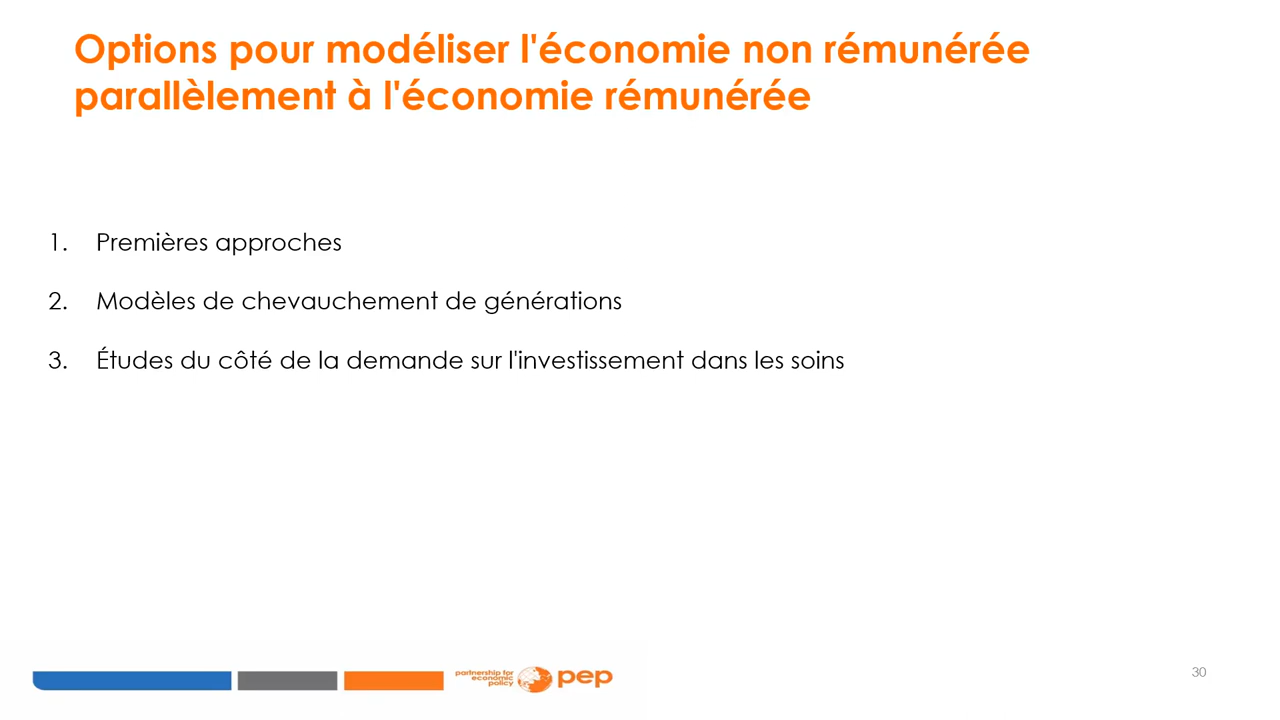 Options pour modéliser l'économie non rémunérée
parallèlement à l'économie rémunérée
1. Premières approches
2. Modèles de chevauchement de générations
3. Études du côté de la demande sur l'investissement dans les soins
partnership for
economic
policy
pep
30